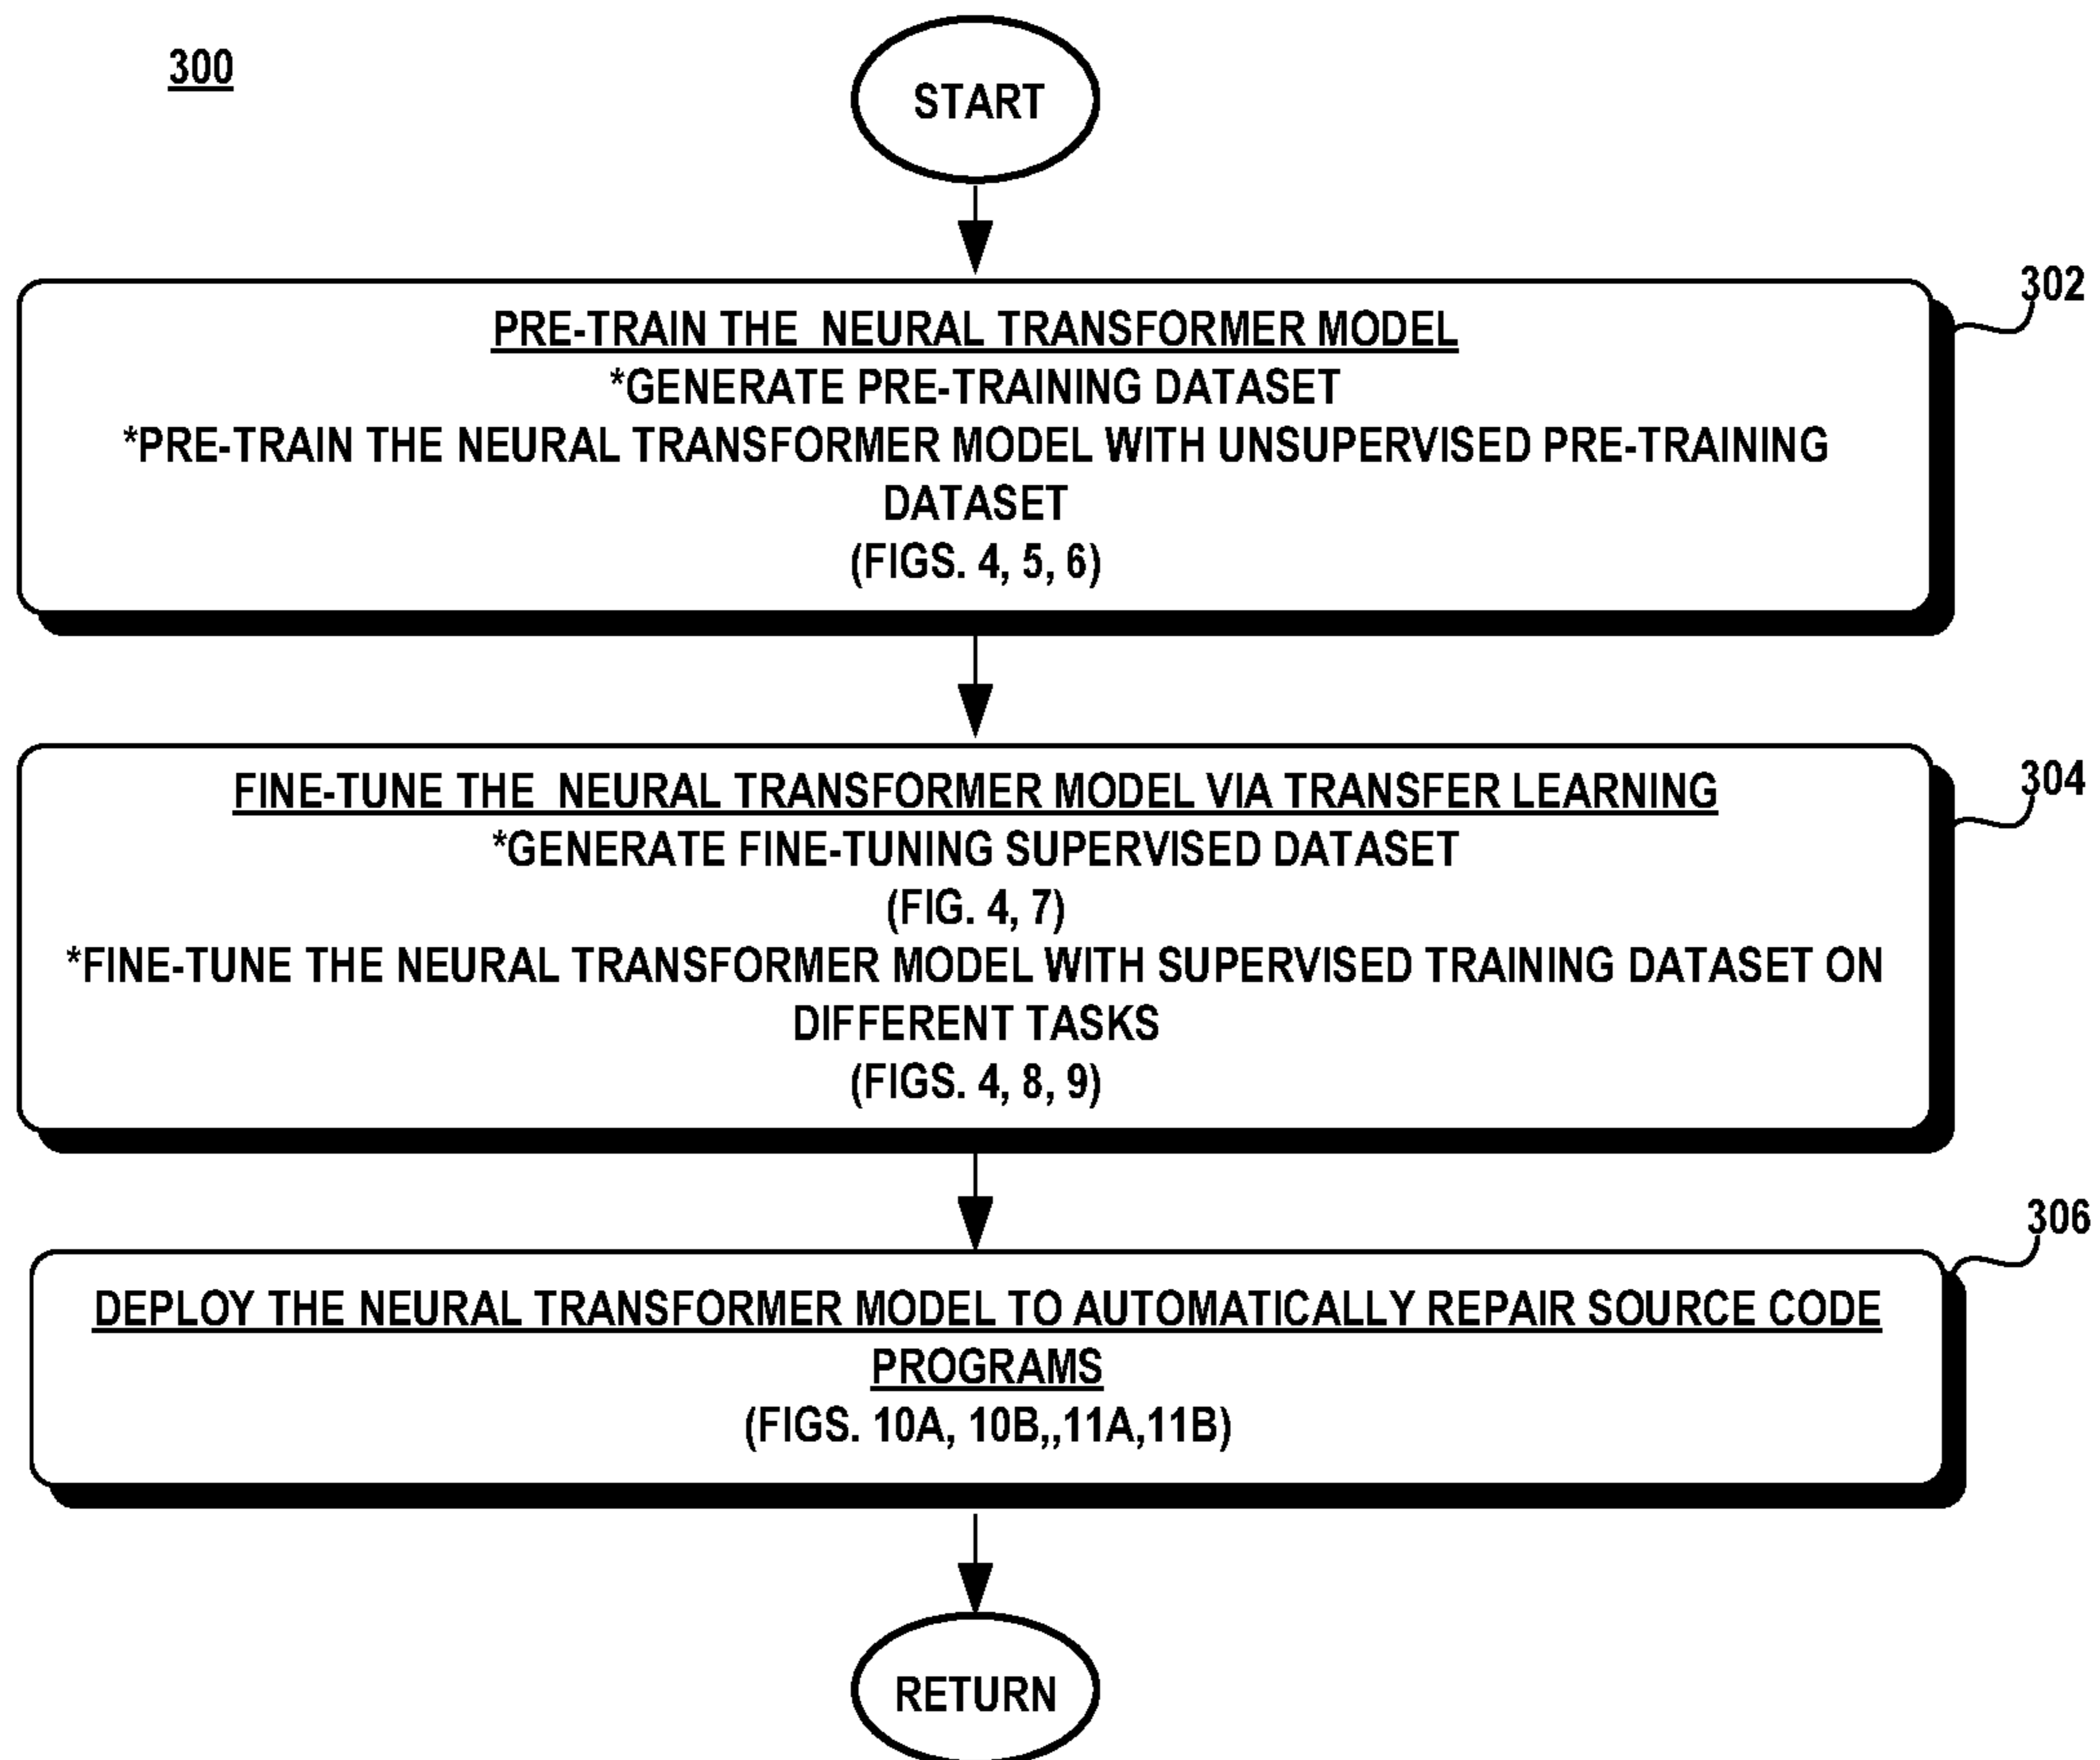 300
START
302
PRE-TRAIN THE NEURAL TRANSFORMER MODEL
*GENERATE PRE-TRAINING DATASET
*PRE-TRAIN THE NEURAL TRANSFORMER MODEL WITH UNSUPERVISED PRE-TRAINING
DATASET
(FIGS. 4, 5, 6)
304
FINE-TUNE THE NEURAL TRANSFORMER MODEL VIA TRANSFER LEARNING
*GENERATE FINE-TUNING SUPERVISED DATASET
(FIG. 4, 7)
*FINE-TUNE THE NEURAL TRANSFORMER MODEL WITH SUPERVISED TRAINING DATASET ON
DIFFERENT TASKS
(FIGS. 4, 8, 9)
306
DEPLOY THE NEURAL TRANSFORMER MODEL TO AUTOMATICALLY REPAIR SOURCE CODE
PROGRAMS
(FIGS. 10A, 10B,,11A,11B)
RETURN